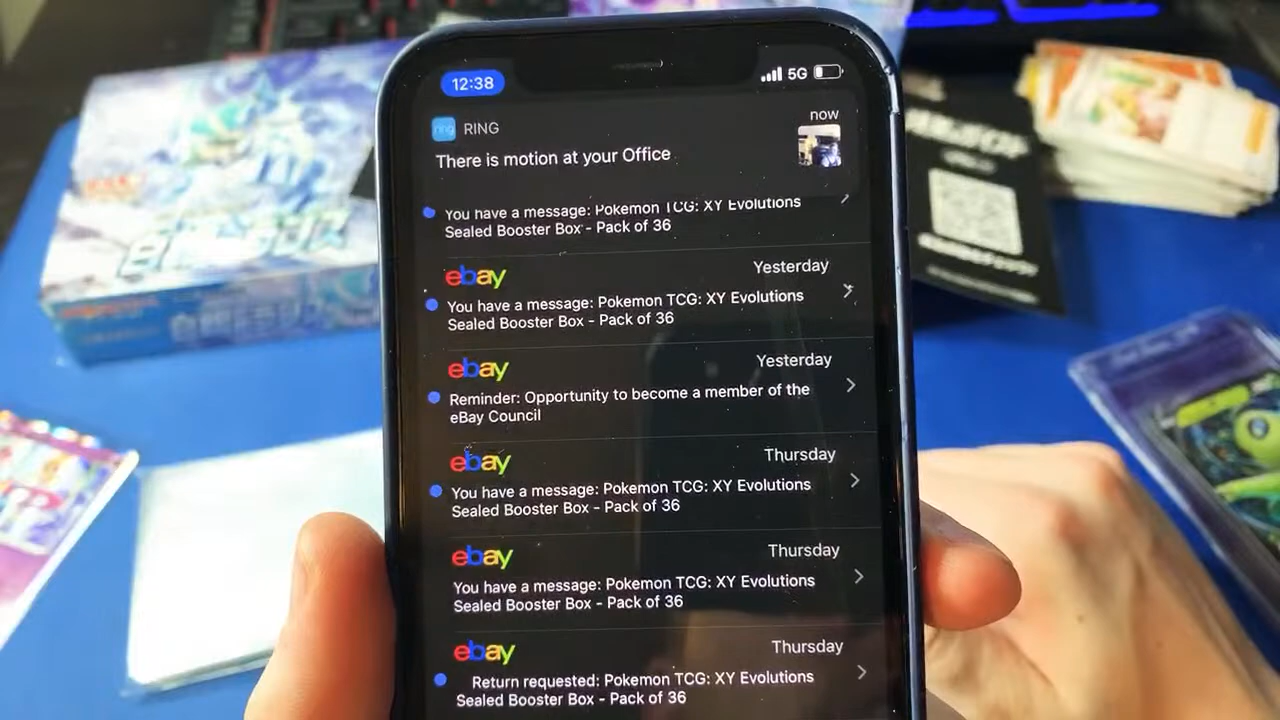 12:38
5G
ring
RING
now
There is motion at your Office
You have a message: Pokemon TCG: XY Evolutions
Sealed Booster Box - Pack of 36
ebay
Yesterday
You have a message: Pokemon TCG: XY Evolutions
Sealed Booster Box - Pack of 36
ebay
Yesterday
Reminder: Opportunity to become a member of the
eBay Council
ebay
Thursday
You have a message: Pokemon TCG: XY Evolutions
Sealed Booster Box - Pack of 36
ebay
Thursday
You have a message: Pokemon TCG: XY Evolutions
Sealed Booster Box - Pack of 36
ebay
Thursday
Return requested: Pokemon TCG: XY Evolutions
Sealed Booster Box - Pack of 36